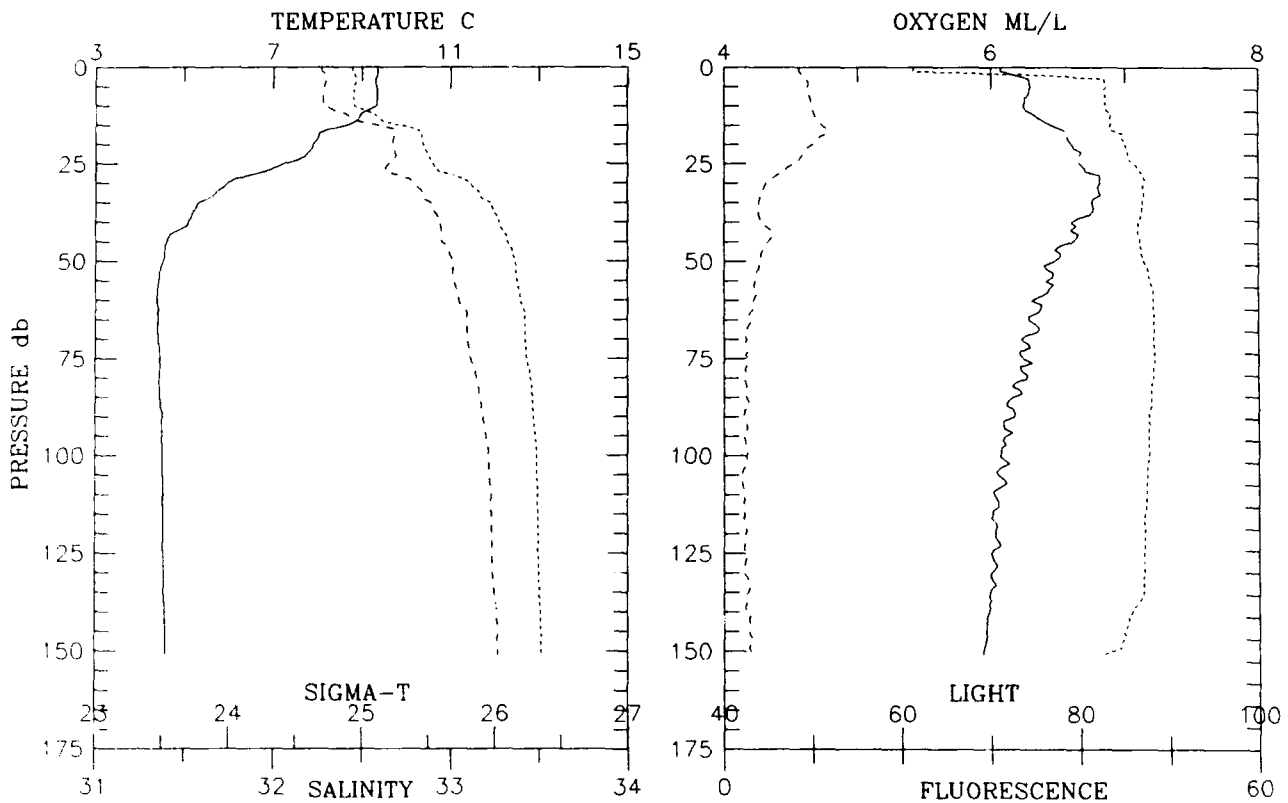 TEMPERATURE C
3 7 11 15
OXYGEN ML/L
4 6 8
PRESSURE db
0
25
50
75
100
125
150
175
0
25
50
75
100
125
150
175
SIGMA-T
23 24 25 26 27
31 32 33 34
SALINITY
LIGHT
40 60 80 100
0 FLUORESCENCE 60